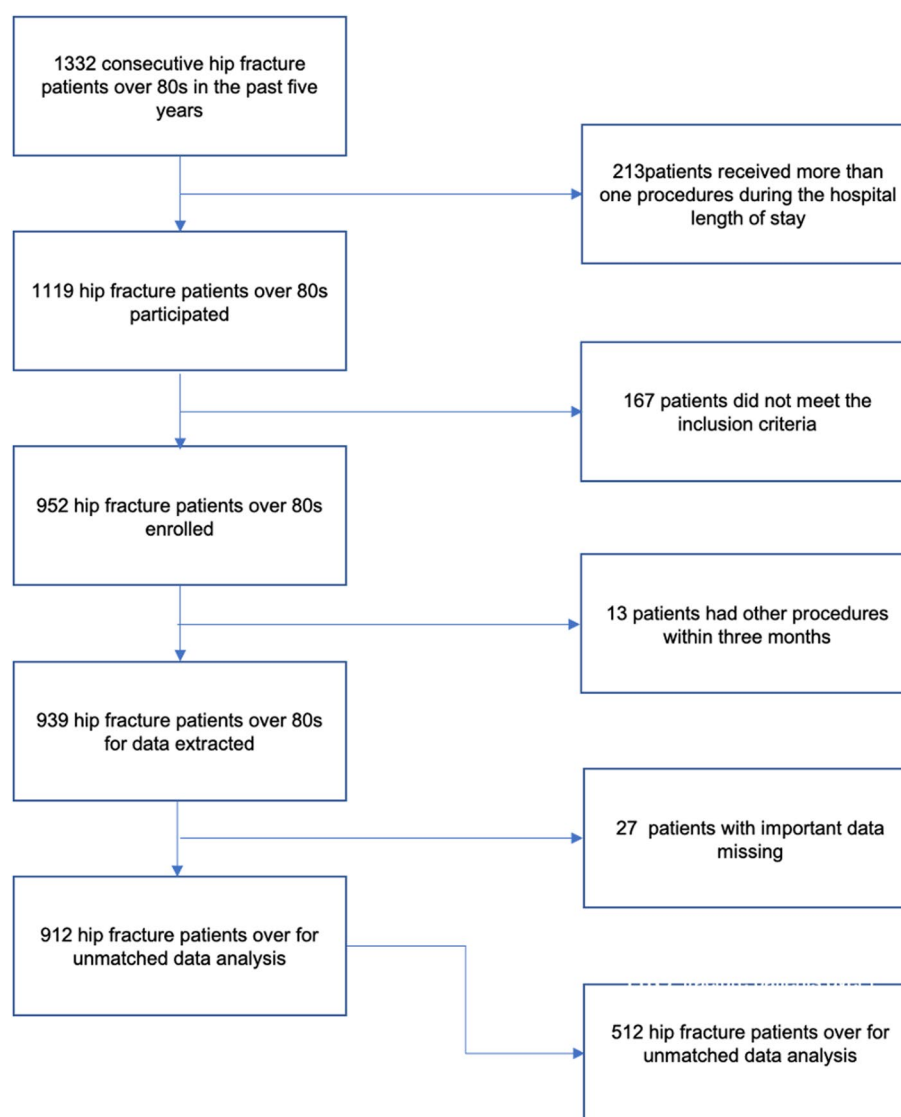 1332 consecutive hip fracture
patients over 80s in the past five
years
213patients received more than
one procedures during the hospital
length of stay
1119 hip fracture patients over 80s
participated
167 patients did not meet the
inclusion criteria
952 hip fracture patients over 80s
enrolled
13 patients had other procedures
within three months
939 hip fracture patients over 80s
for data extracted
27 patients with important data
missing
912 hip fracture patients over for
unmatched data analysis
512 hip fracture patients over for
unmatched data analysis